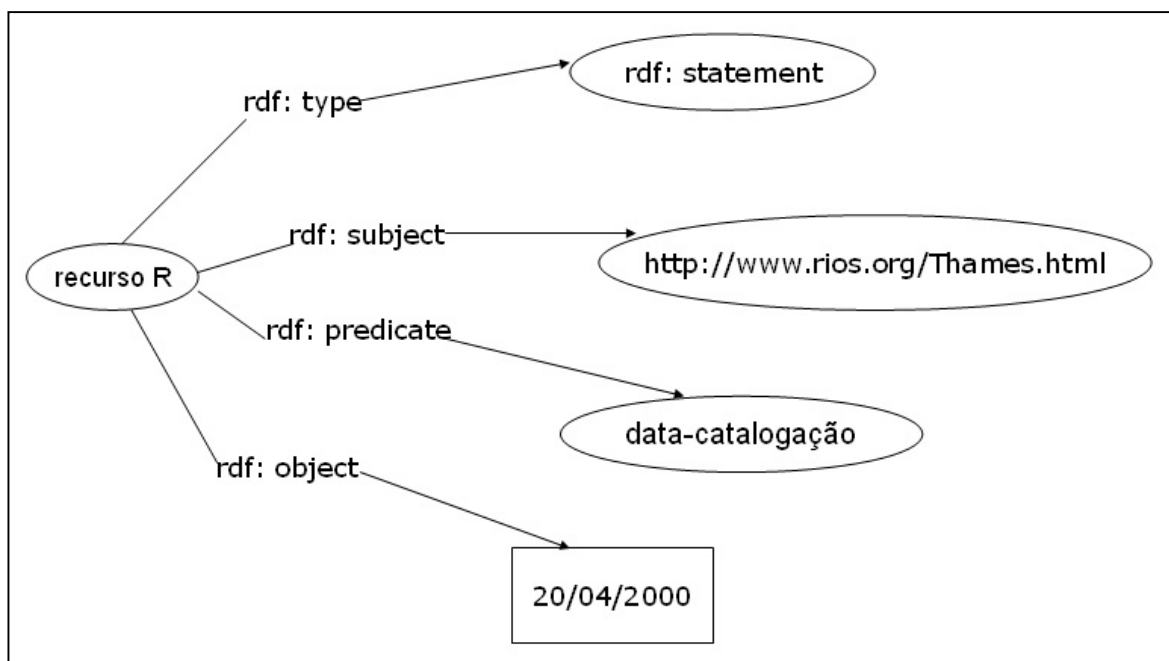 rdf: statement
rdf: type
rdf: subject
http://www.rios.org/Thames.html
recurso R
rdf: predicate
data-catalogação
rdf: object
20/04/2000